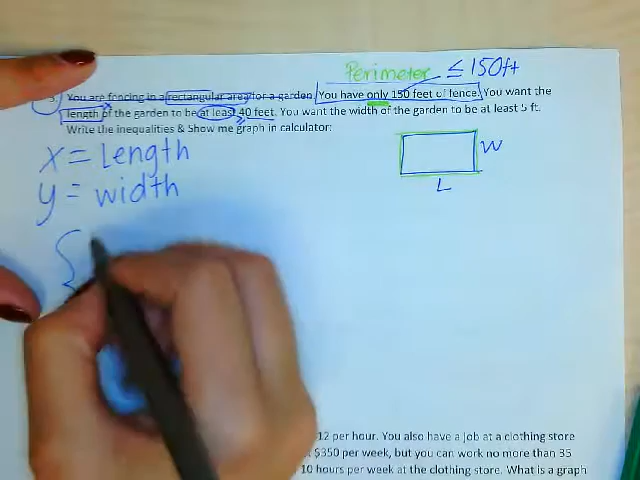 Perimeter ≤ 150ft
3. You are fencing in a rectangular area for a garden. You have only 150 feet of fence. You want the
length of the garden to be at least 40 feet. You want the width of the garden to be at least 5 ft.
Write the inequalities & Show me graph in calculator:
x = Length
y = width
W
L
12 per hour. You also have a job at a clothing store
$350 per week, but you can work no more than 35
10 hours per week at the clothing store. What is a graph